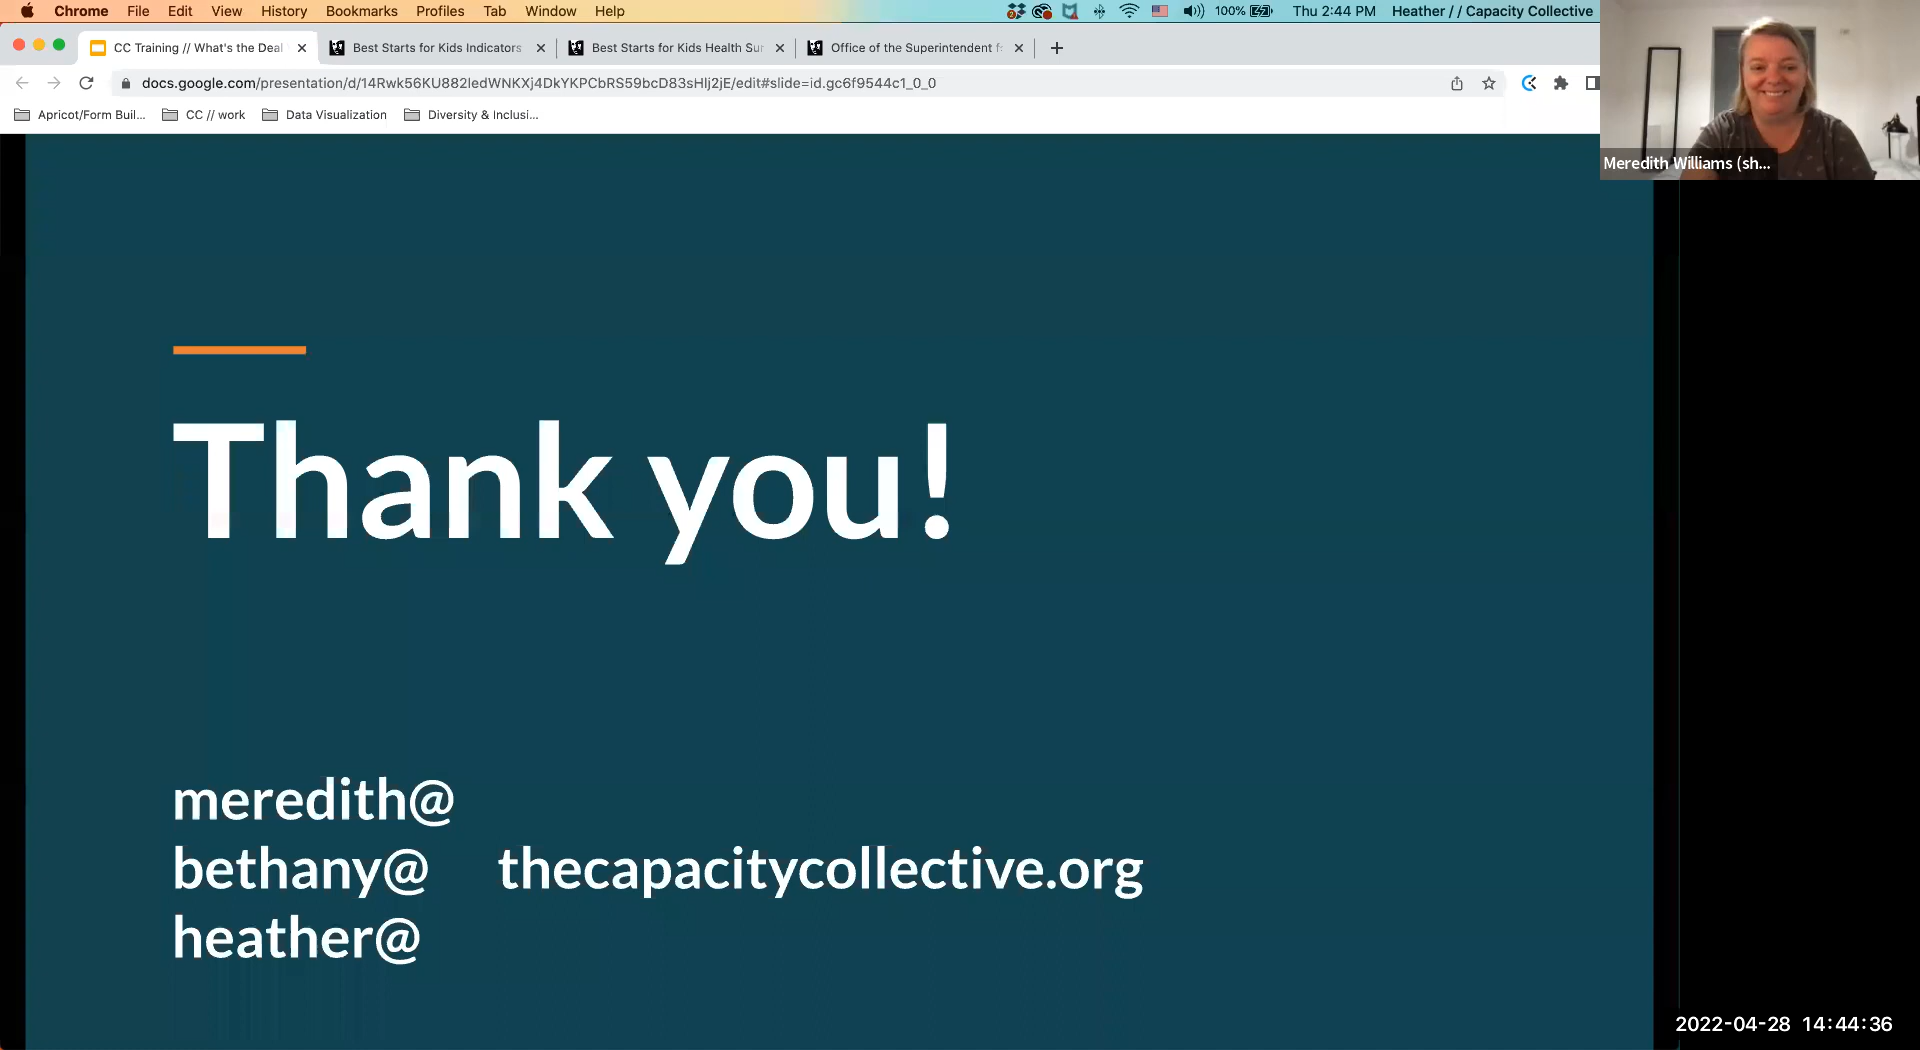 Chrome File Edit View History Bookmarks Profiles Tab Window Help 100% Thu 2:44 PM Heather // Capacity Collective
CC Training // What's the Deal Best Starts for Kids Indicators Best Starts for Kids Health Sur Office of the Superintendent f
docs.google.com/presentation/d/14Rwk56KU882ledWNKXj4DkYKPCbRS59bcD83sHIj2jE/edit#slide=id.gc6f9544c1_0_0
Apricot/Form Buil... CC // work Data Visualization Diversity & Inclusi...
Meredith Williams (sh...
Thank you!
meredith@
bethany@ thecapacitycollective.org
heather@
2022-04-28 14:44:36